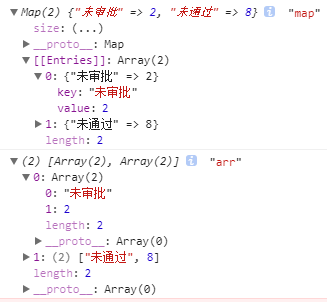 ▼ Map(2) {"未审批" => 2, "未通过" => 8} i "map"
size: (...)
▶ __proto__: Map
▼ [[Entries]]: Array(2)
▼ 0: {"未审批" => 2}
key: "未审批"
value: 2
▶ 1: {"未通过" => 8}
length: 2
▼ (2) [Array(2), Array(2)] i "arr"
▼ 0: Array(2)
0: "未审批"
1: 2
length: 2
▶ __proto__: Array(0)
▶ 1: (2) ["未通过", 8]
length: 2
▶ __proto__: Array(0)